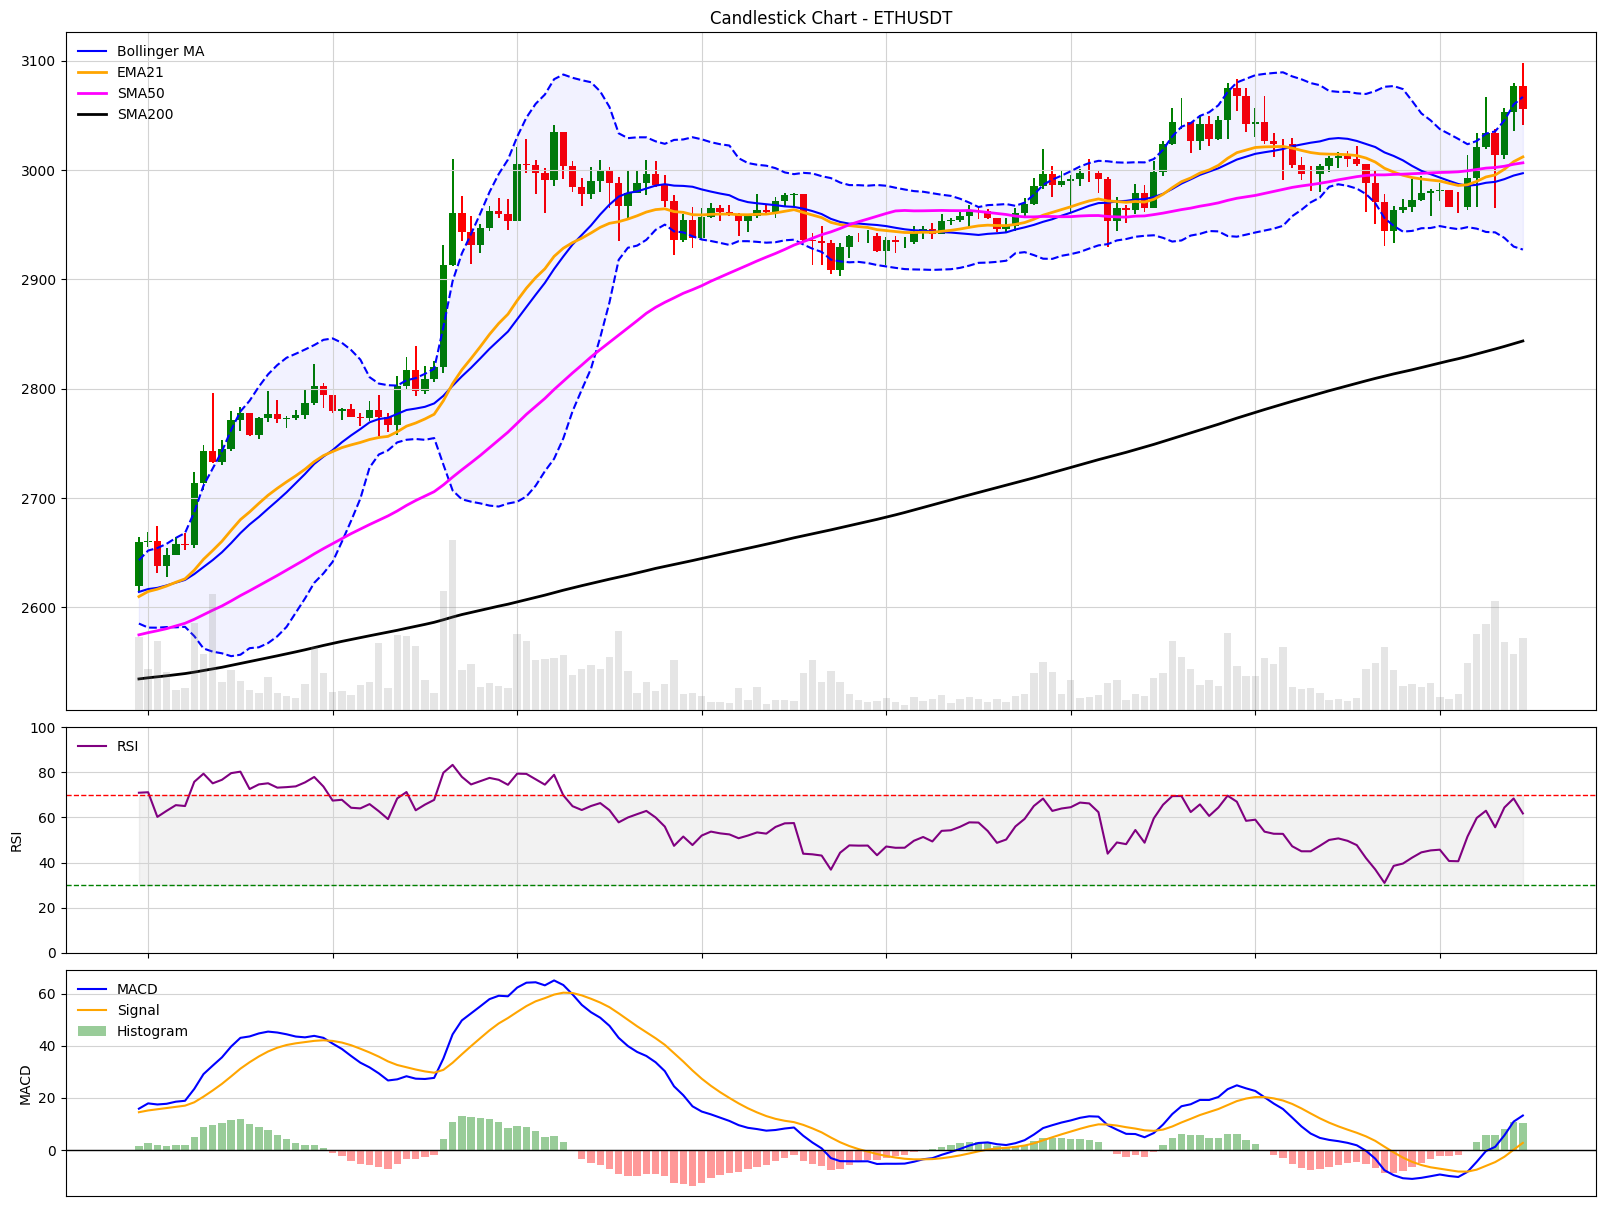 Candlestick Chart - ETHUSDT
Bollinger MA
EMA21
SMA50
SMA200
3100
3000
2900
2800
2700
2600
RSI
100
80
60
40
20
0
RSI
MACD
Signal
Histogram
60
40
20
0
MACD